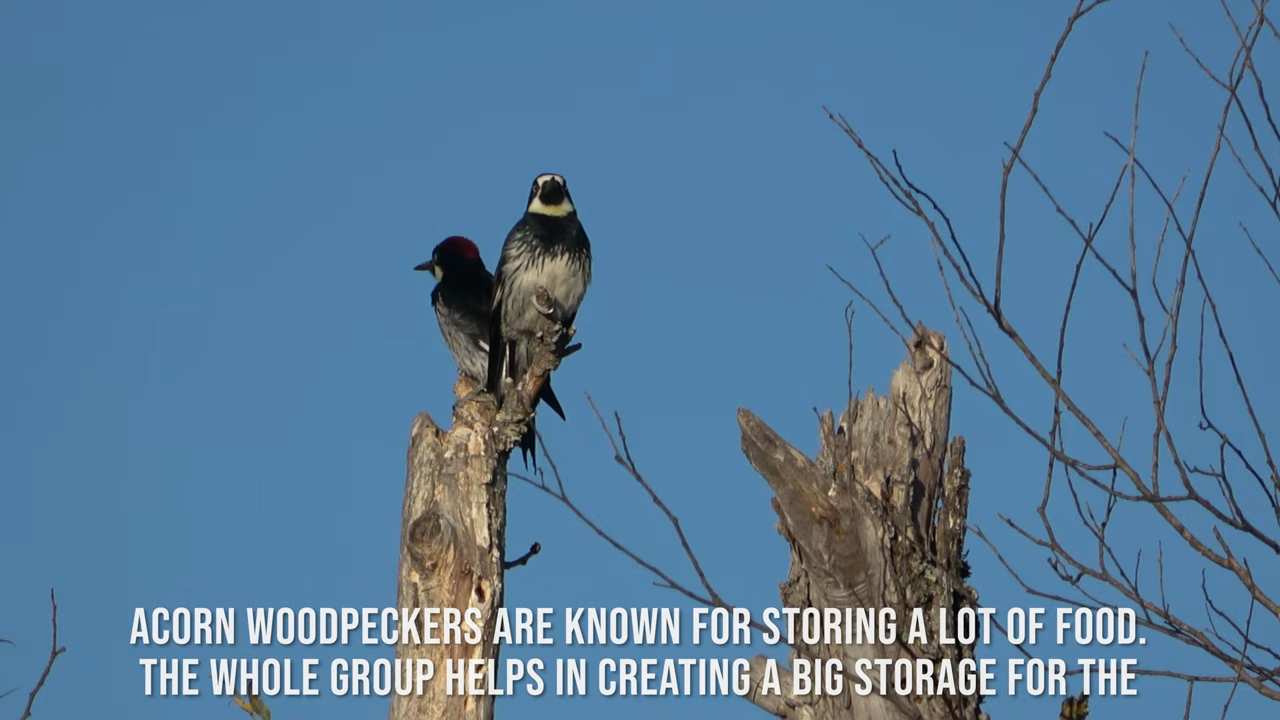 ACORN WOODPECKERS ARE KNOWN FOR STORING A LOT OF FOOD.
THE WHOLE GROUP HELPS IN CREATING A BIG STORAGE FOR THE